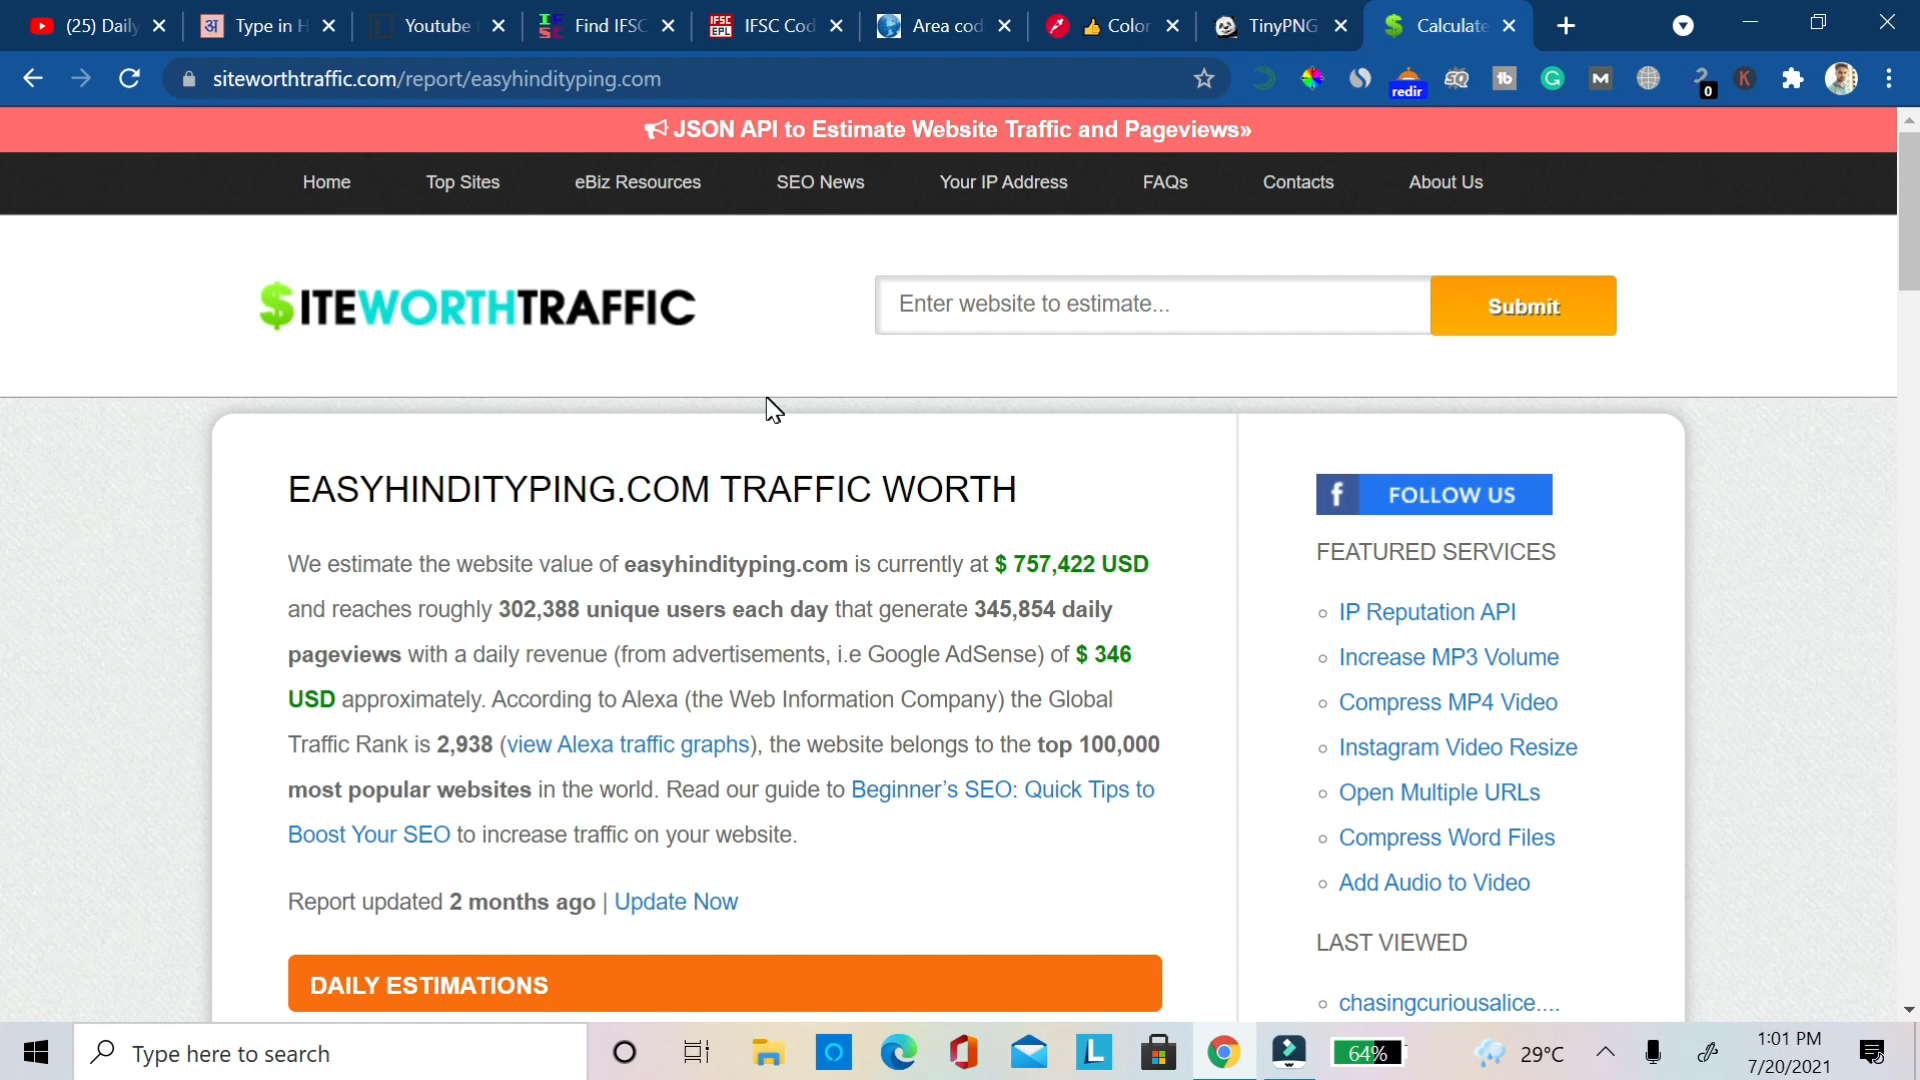 (25) Daily
Type in H
Youtube
Find IFSC
IFSC Cod
Area cod
👍 Color
TinyPNG
Calculate
siteworthtraffic.com/report/easyhindityping.com
redir
0
JSON API to Estimate Website Traffic and Pageviews»
Home
Top Sites
eBiz Resources
SEO News
Your IP Address
FAQs
Contacts
About Us
$ITEWORTHTRAFFIC
Enter website to estimate...
Submit
EASYHINDITYPING.COM TRAFFIC WORTH
We estimate the website value of easyhindityping.com is currently at $ 757,422 USD
and reaches roughly 302,388 unique users each day that generate 345,854 daily
pageviews with a daily revenue (from advertisements, i.e Google AdSense) of $ 346
USD approximately. According to Alexa (the Web Information Company) the Global
Traffic Rank is 2,938 (view Alexa traffic graphs), the website belongs to the top 100,000
most popular websites in the world. Read our guide to Beginner's SEO: Quick Tips to
Boost Your SEO to increase traffic on your website.
Report updated 2 months ago | Update Now
DAILY ESTIMATIONS
FOLLOW US
FEATURED SERVICES
IP Reputation API
Increase MP3 Volume
Compress MP4 Video
Instagram Video Resize
Open Multiple URLs
Compress Word Files
Add Audio to Video
LAST VIEWED
chasingcuriousalice....
Type here to search
64%
29°C
1:01 PM
7/20/2021